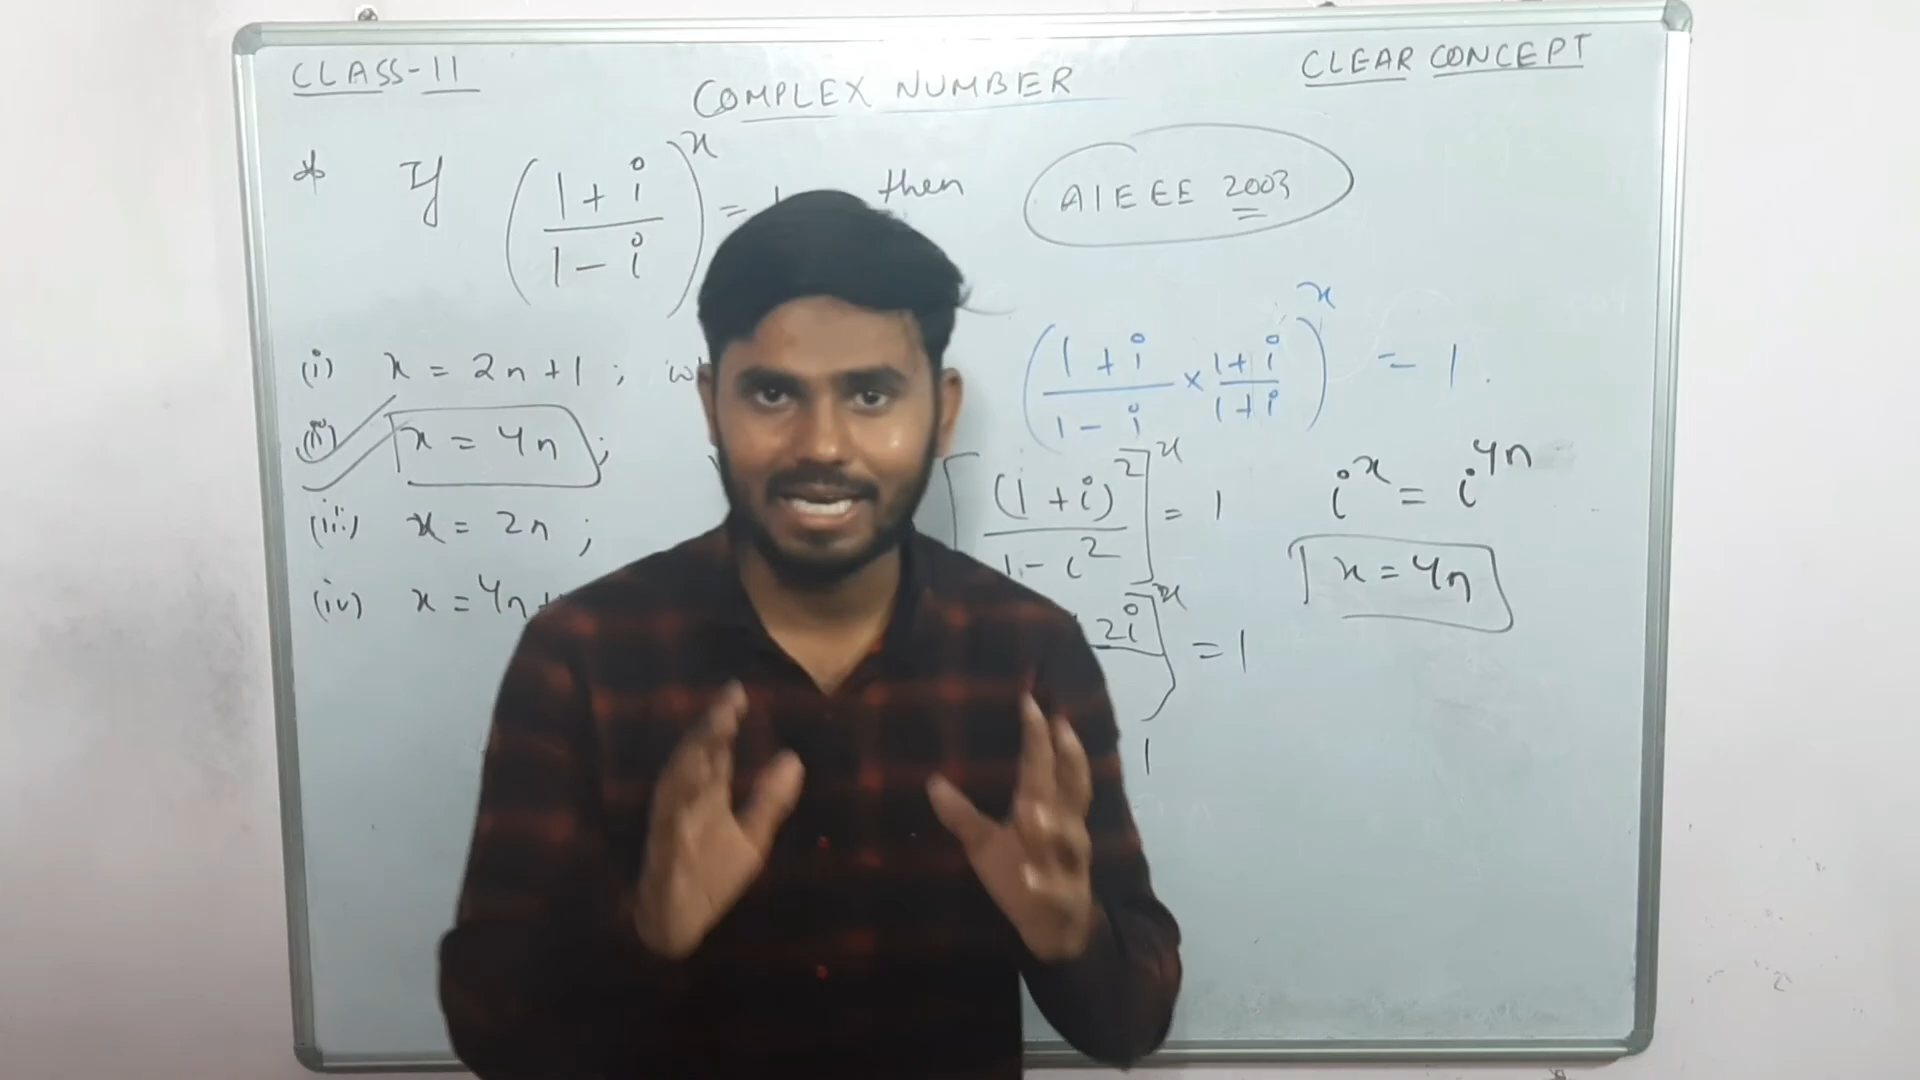 CLASS-11
COMPLEX NUMBER
CLEAR CONCEPT
* If ((1+i)/(1-i))^x = 1 then
AIEEE 2003
(i) x = 2n+1 ;
(ii) x = 4n ;
(iii) x = 2n ;
(iv) x = 4n+
((1+i)/(1-i) × (1+i)/(1+i))^x = 1.
[(1+i)^2/(1-i^2)]^x = 1
2i)^x = 1
1
i^x = i^4n
x = 4n